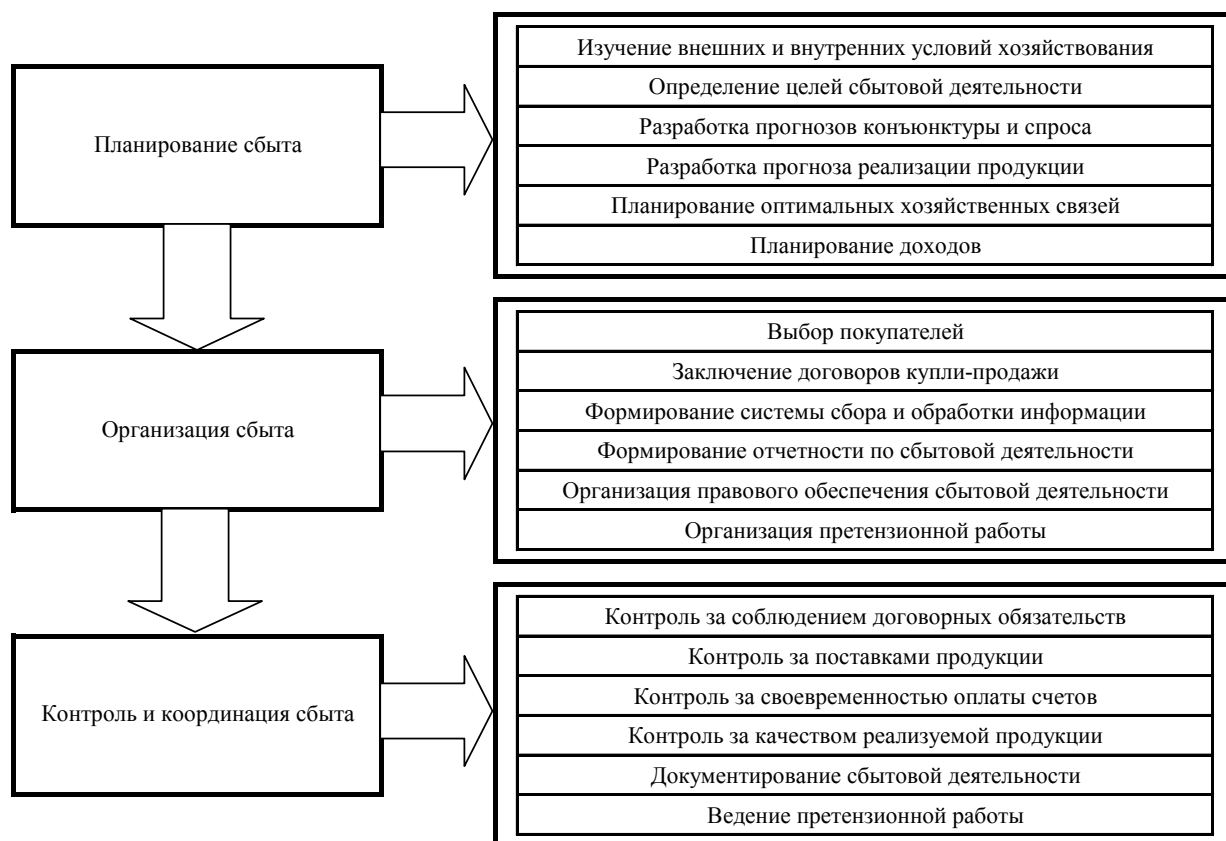 Планирование сбыта
Изучение внешних и внутренних условий хозяйствования
Определение целей сбытовой деятельности
Разработка прогнозов конъюнктуры и спроса
Разработка прогноза реализации продукции
Планирование оптимальных хозяйственных связей
Планирование доходов
Организация сбыта
Выбор покупателей
Заключение договоров купли-продажи
Формирование системы сбора и обработки информации
Формирование отчетности по сбытовой деятельности
Организация правового обеспечения сбытовой деятельности
Организация претензионной работы
Контроль и координация сбыта
Контроль за соблюдением договорных обязательств
Контроль за поставками продукции
Контроль за своевременностью оплаты счетов
Контроль за качеством реализуемой продукции
Документирование сбытовой деятельности
Ведение претензионной работы